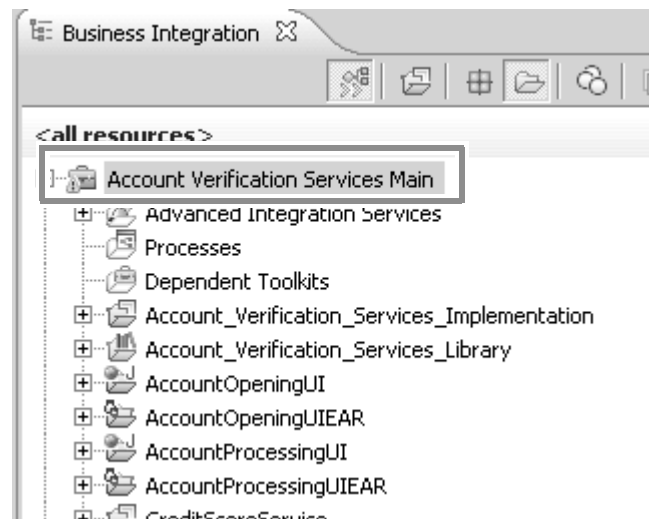 Business Integration
<all resources>
Account Verification Services Main
Advanced Integration Services
Processes
Dependent Toolkits
Account_Verification_Services_Implementation
Account_Verification_Services_Library
AccountOpeningUI
AccountOpeningUIEAR
AccountProcessingUI
AccountProcessingUIEAR
CreditScoreService